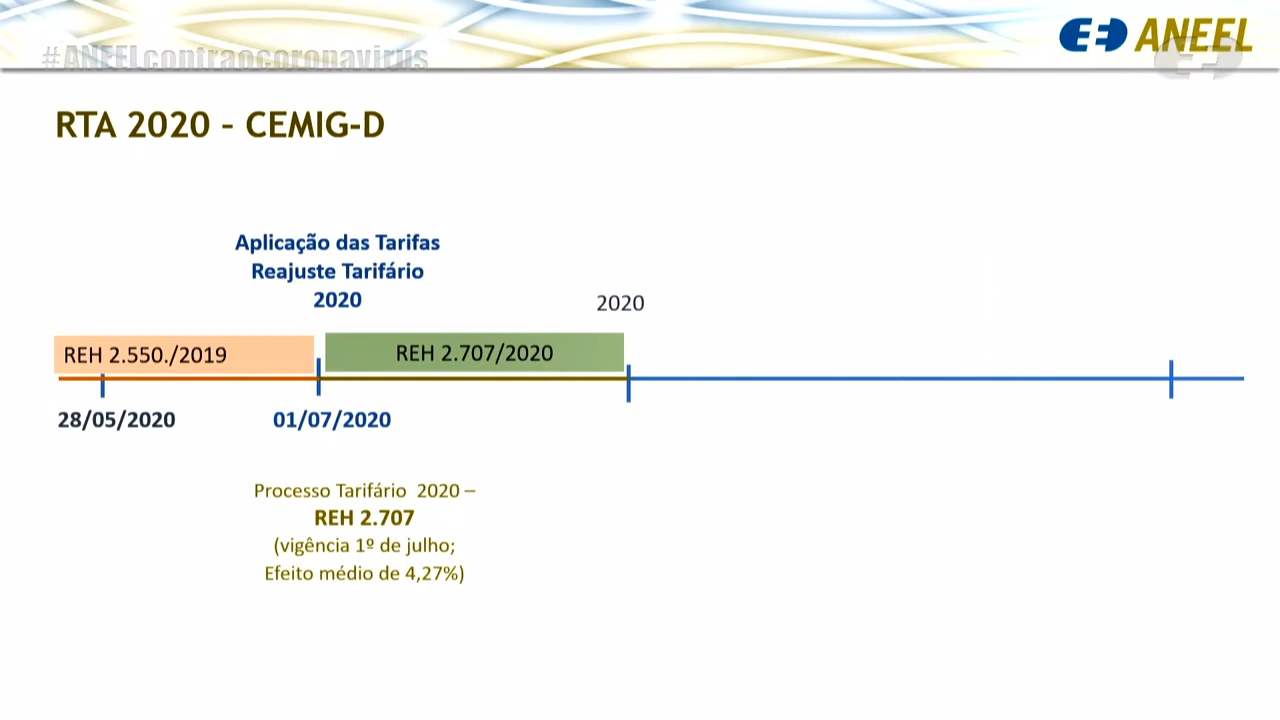 #ANEELcontraocoronavirus
ANEEL
RTA 2020 – CEMIG-D
Aplicação das Tarifas
Reajuste Tarifário
2020
2020
REH 2.550./2019
REH 2.707/2020
28/05/2020
01/07/2020
Processo Tarifário 2020 –
REH 2.707
(vigência 1º de julho;
Efeito médio de 4,27%)